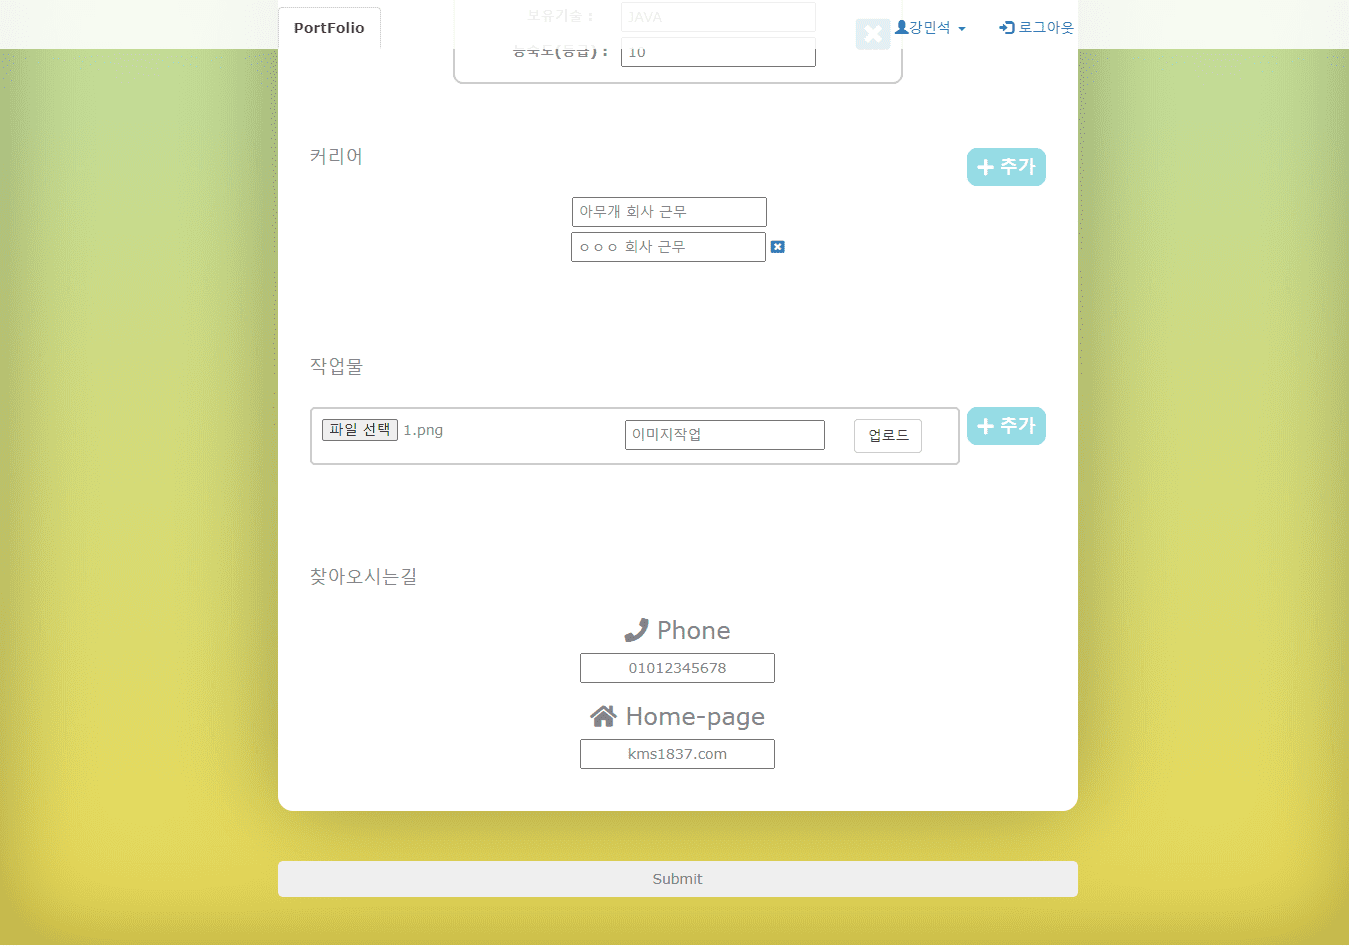 PortFolio
보유기술 : JAVA
강민석
로그아웃
능숙도(등급) : 10
커리어
추가
아무개 회사 근무
ㅇㅇㅇ 회사 근무
작업물
파일 선택 1.png
이미지작업
업로드
추가
찾아오시는길
Phone
01012345678
Home-page
kms1837.com
Submit